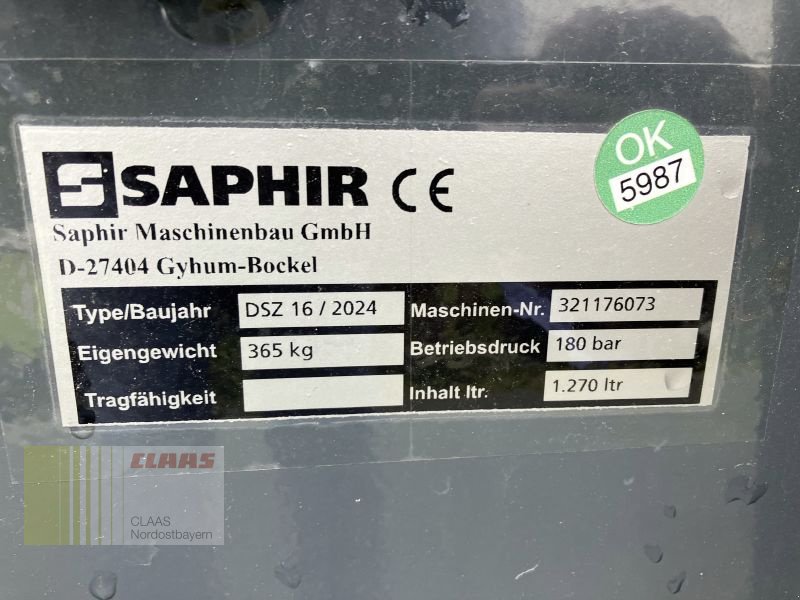 SAPHIR CE
OK
5987
Saphir Maschinenbau GmbH
D-27404 Gyhum-Bockel
Type/Baujahr DSZ 16 / 2024 Maschinen-Nr. 321176073
Eigengewicht 365 kg Betriebsdruck 180 bar
Tragfähigkeit Inhalt ltr. 1.270 ltr
CLAAS
CLAAS
Nordostbayern